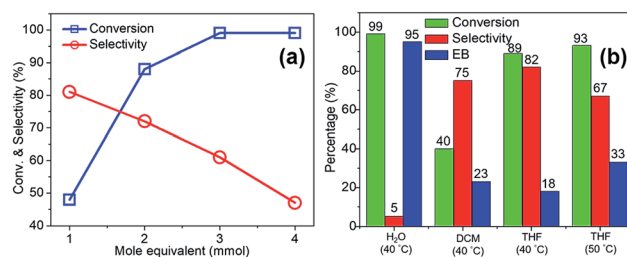 Conversion
Selectivity
(a)
Conv. & Selectivity (%)
100
90
80
70
60
50
40
1
2
3
4
Mole equivalent (mmol)
Conversion
Selectivity
EB
(b)
Percentage (%)
100
80
60
40
20
0
99
5
95
40
75
23
89
82
18
93
67
33
H₂O
(40 °C)
DCM
(40 °C)
THF
(40 °C)
THF
(50 °C)